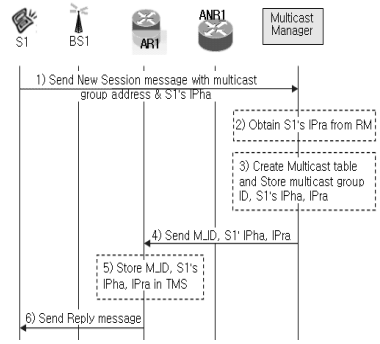 ANR1
Multicast
Manager
S1
BS1
AR1
1) Send New Session message with multicast
group address & S1's IPha
2) Obtain S1's IPra from RM
3) Create Multicast table
and Store multicast group
ID, S1's IPha, IPra
4) Send M_ID, S1' IPha, IPra
5) Store M_ID, S1's
IPha, IPra in TMS
6) Send Reply message